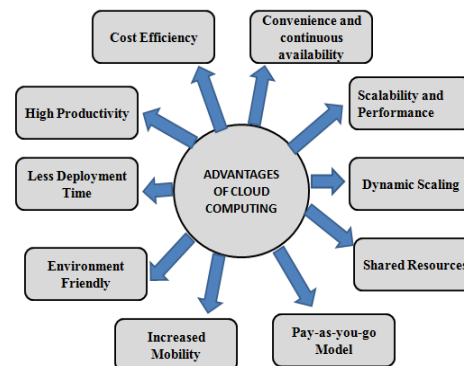 Cost Efficiency
Convenience and
continuous
availability
High Productivity
Scalability and
Performance
ADVANTAGES
OF CLOUD
COMPUTING
Less Deployment
Time
Dynamic Scaling
Environment
Friendly
Shared Resources
Increased
Mobility
Pay-as-you-go
Model